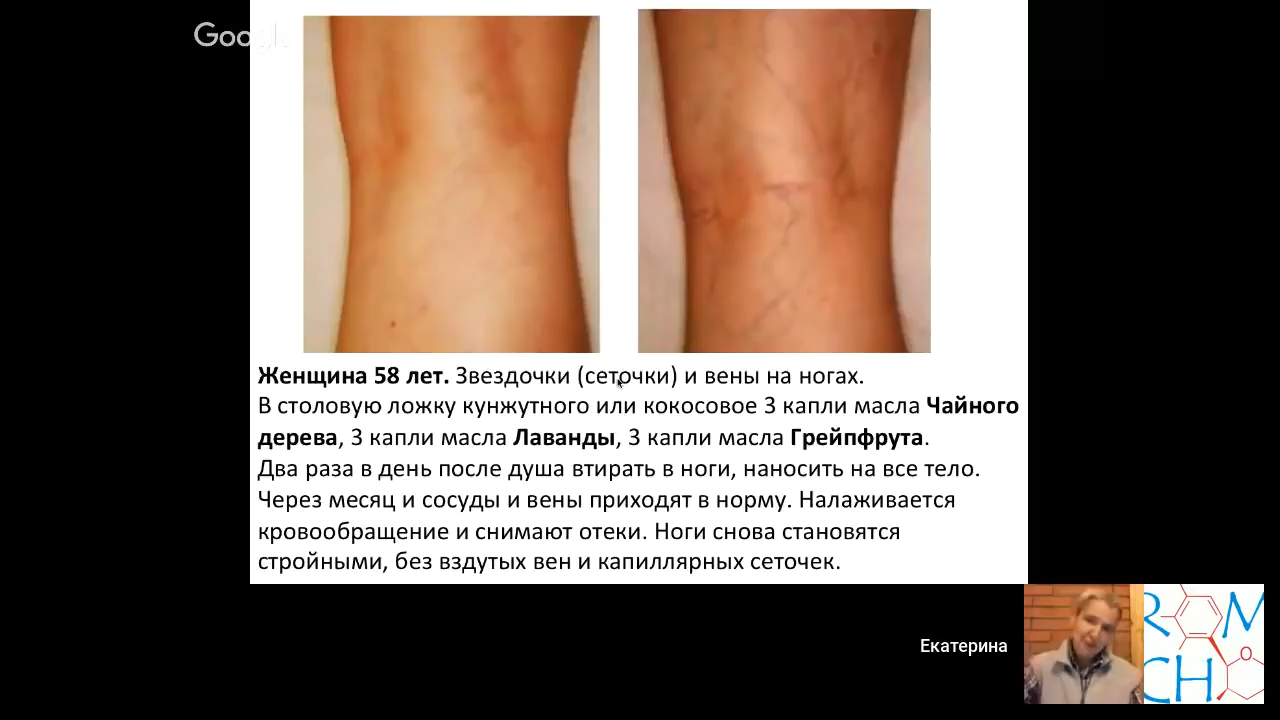 Google
Женщина 58 лет. Звездочки (сеточки) и вены на ногах.
В столовую ложку кунжутного или кокосовое 3 капли масла Чайного
дерева, 3 капли масла Лаванды, 3 капли масла Грейпфрута.
Два раза в день после душа втирать в ноги, наносить на все тело.
Через месяц и сосуды и вены приходят в норму. Налаживается
кровообращение и снимают отеки. Ноги снова становятся
стройными, без вздутых вен и капиллярных сеточек.
Екатерина
R M
CH
O